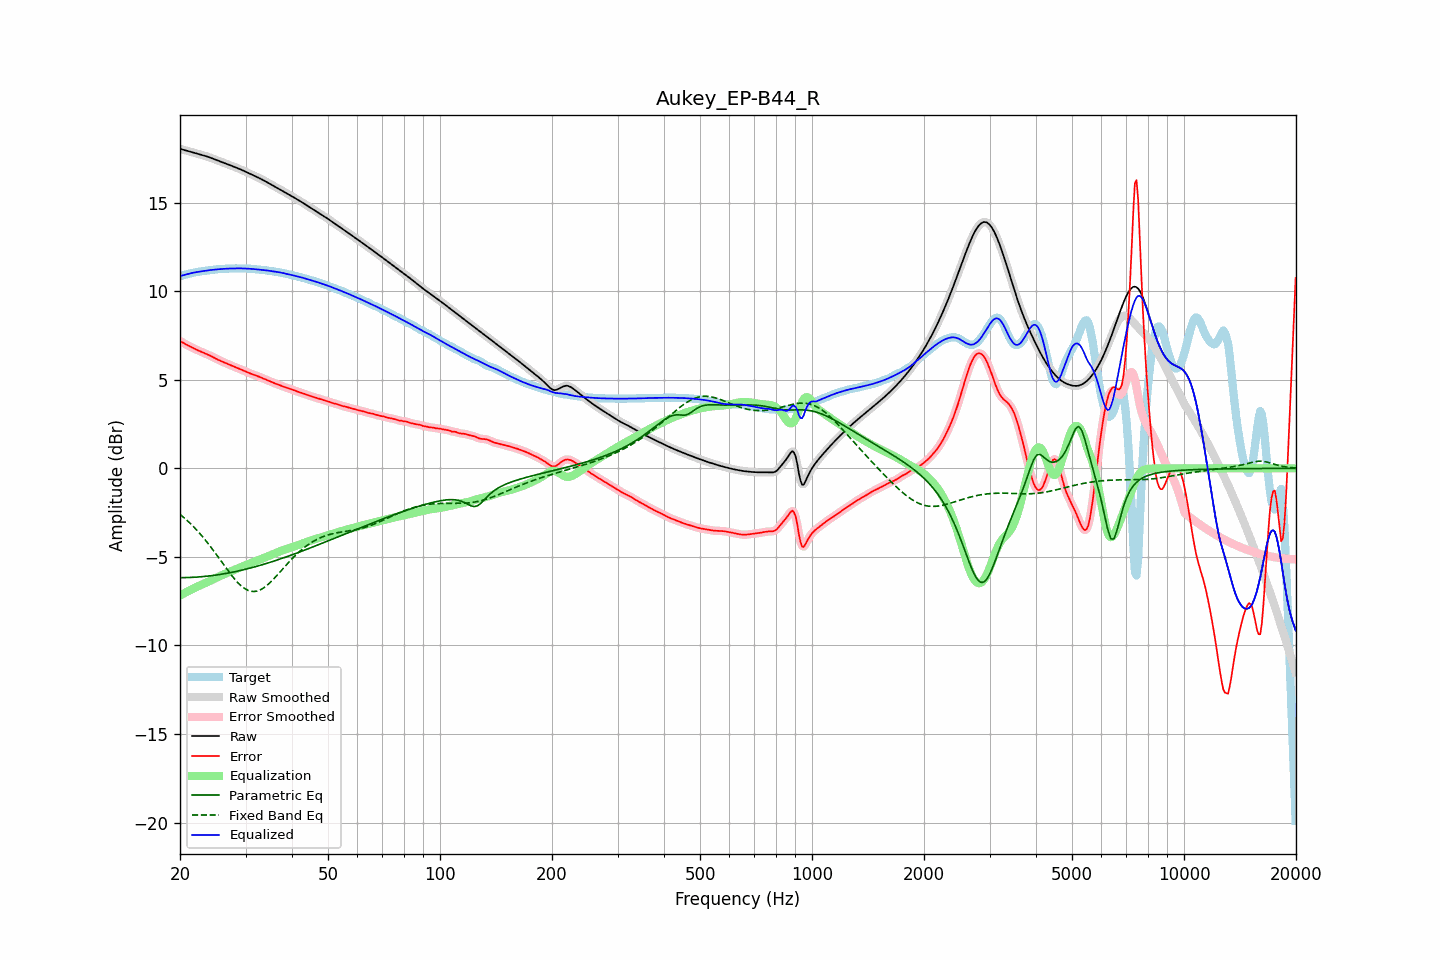 Aukey_EP-B44_R
Amplitude (dBr)
15
10
5
0
−5
−10
−15
−20
Target
Raw Smoothed
Error Smoothed
Raw
Error
Equalization
Parametric Eq
Fixed Band Eq
Equalized
20 50 100 200 500 1000 2000 5000 10000 20000
Frequency (Hz)